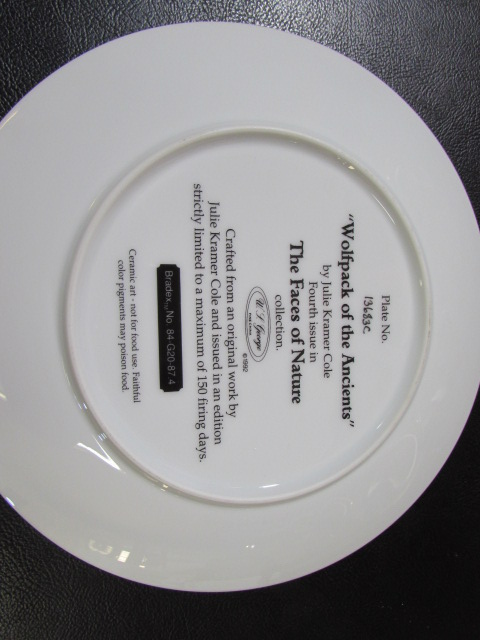 Plate No.
13683C
"Wolfpack of the Ancients"
by Julie Kramer Cole
Fourth issue in
The Faces of Nature
collection.
W.S. George
©1992
Crafted from an original work by
Julie Kramer Cole and issued in an edition
strictly limited to a maximum of 150 firing days.
Bradex No. 84-G20-87.4
Ceramic art - not for food use. Faithful
color pigments may poison food.